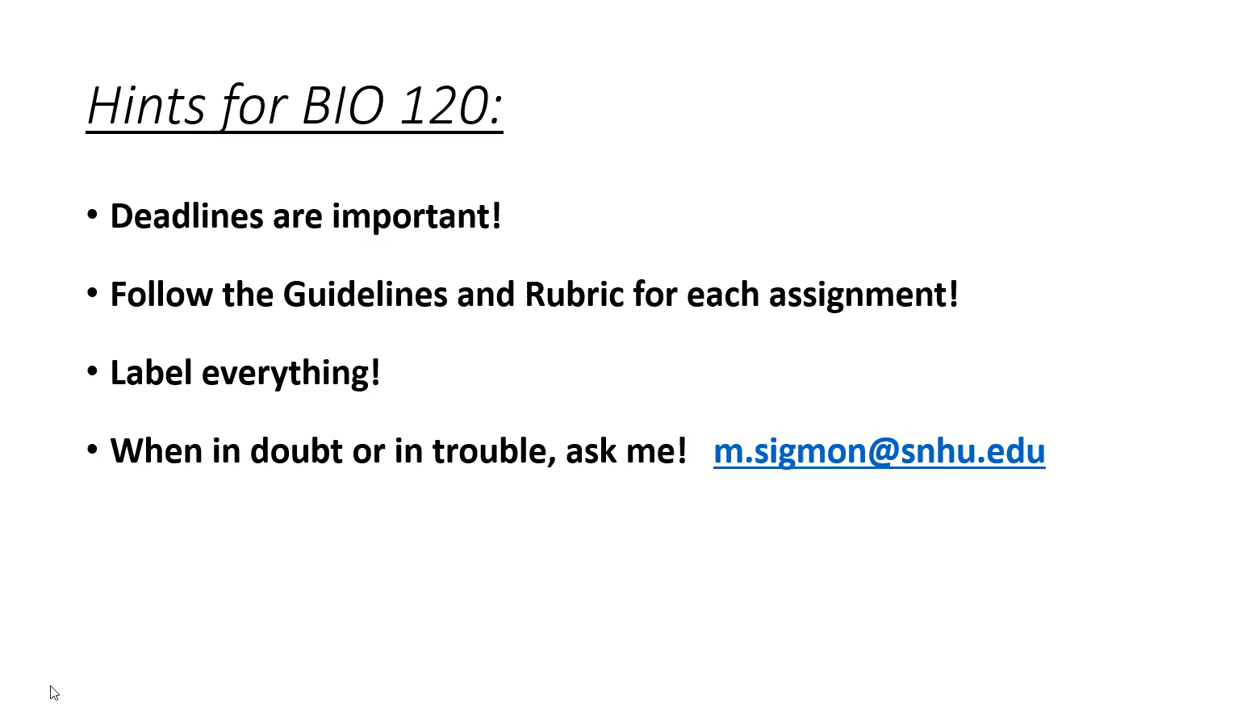 Hints for BIO 120:
• Deadlines are important!
• Follow the Guidelines and Rubric for each assignment!
• Label everything!
• When in doubt or in trouble, ask me! m.sigmon@snhu.edu